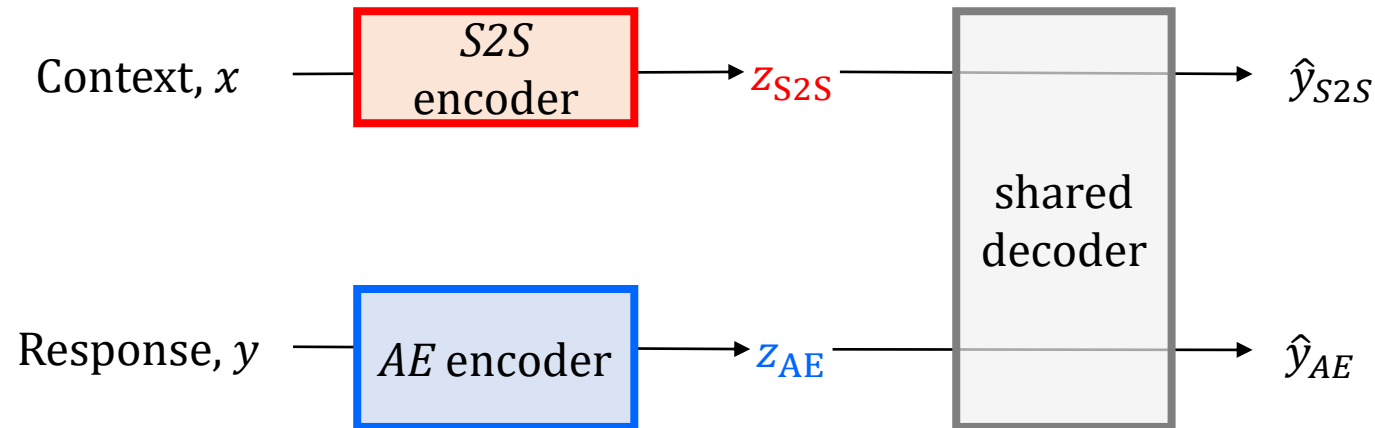 Context, x
S2S
encoder
z_S2S
ŷ_S2S
shared
decoder
Response, y
AE encoder
z_AE
ŷ_AE